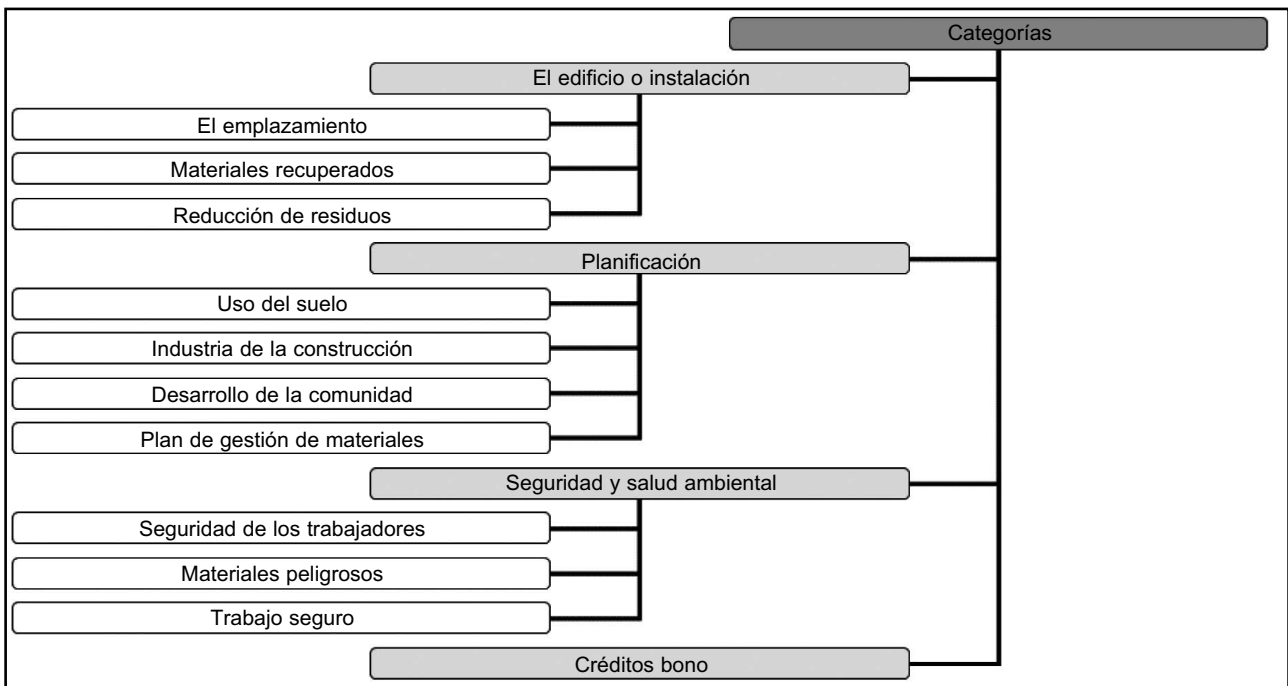 Categorías
El edificio o instalación
El emplazamiento
Materiales recuperados
Reducción de residuos
Planificación
Uso del suelo
Industria de la construcción
Desarrollo de la comunidad
Plan de gestión de materiales
Seguridad y salud ambiental
Seguridad de los trabajadores
Materiales peligrosos
Trabajo seguro
Créditos bono